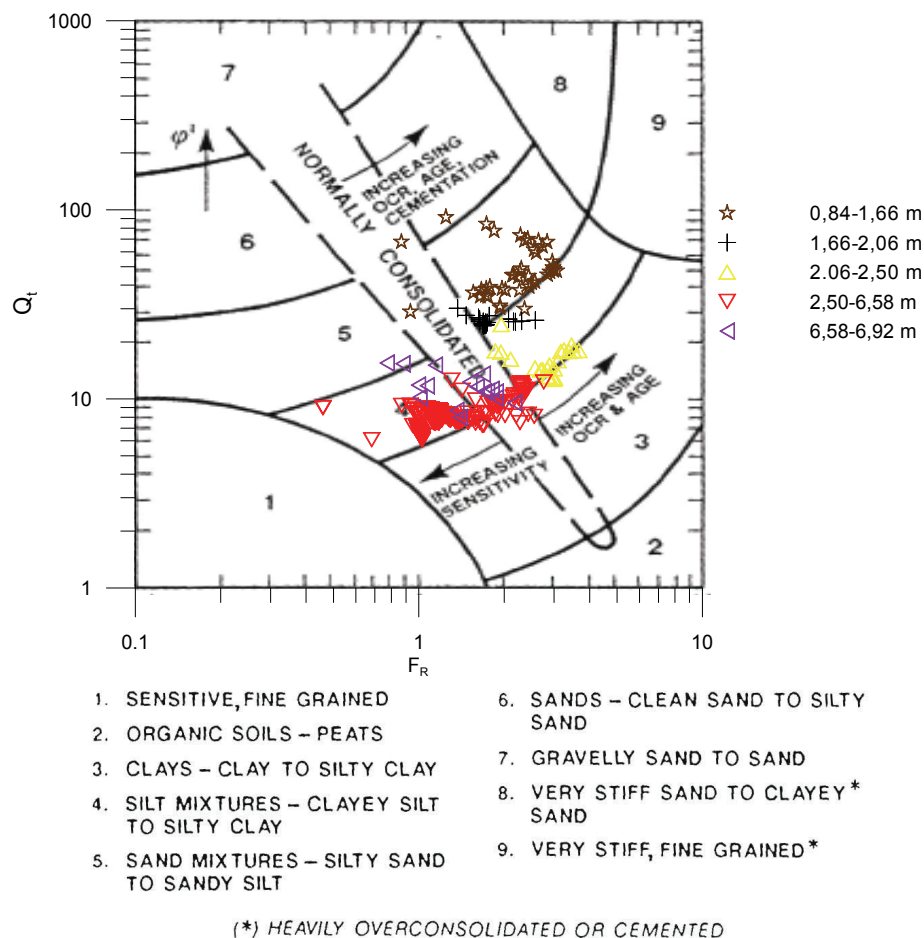 1000
100
10
1
Q_t
0.1
1
10
F_R
7
8
9
φ'
6
5
4
3
1
2
NORMALLY CONSOLIDATED
INCREASING
OCR, AGE,
CEMENTATION
INCREASING
OCR & AGE
INCREASING
SENSITIVITY
0,84-1,66 m
1,66-2,06 m
2.06-2,50 m
2,50-6,58 m
6,58-6,92 m
1. SENSITIVE, FINE GRAINED
2. ORGANIC SOILS – PEATS
3. CLAYS – CLAY TO SILTY CLAY
4. SILT MIXTURES – CLAYEY SILT
TO SILTY CLAY
5. SAND MIXTURES – SILTY SAND
TO SANDY SILT
6. SANDS – CLEAN SAND TO SILTY
SAND
7. GRAVELLY SAND TO SAND
8. VERY STIFF SAND TO CLAYEY*
SAND
9. VERY STIFF, FINE GRAINED*
(*) HEAVILY OVERCONSOLIDATED OR CEMENTED